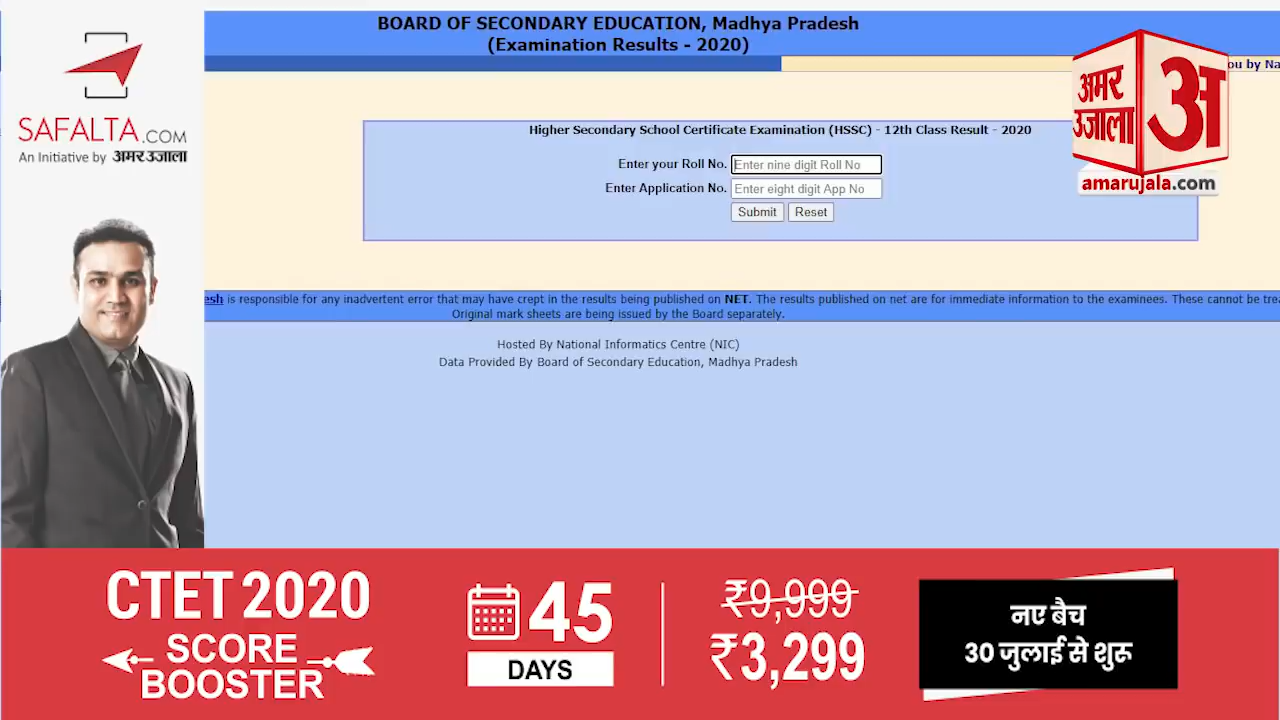 BOARD OF SECONDARY EDUCATION, Madhya Pradesh
(Examination Results - 2020)
ou by Na
SAFALTA.COM
An Initiative by अमर उजाला
अमर
उजाला
अ
amarujala.com
Higher Secondary School Certificate Examination (HSSC) - 12th Class Result - 2020
Enter your Roll No. Enter nine digit Roll No
Enter Application No. Enter eight digit App No
Submit Reset
esh is responsible for any inadvertent error that may have crept in the results being published on NET. The results published on net are for immediate information to the examinees. These cannot be trea
Original mark sheets are being issued by the Board separately.
Hosted By National Informatics Centre (NIC)
Data Provided By Board of Secondary Education, Madhya Pradesh
CTET 2020
SCORE
BOOSTER
45
DAYS
₹9,999
₹3,299
नए बैच
30 जुलाई से शुरू